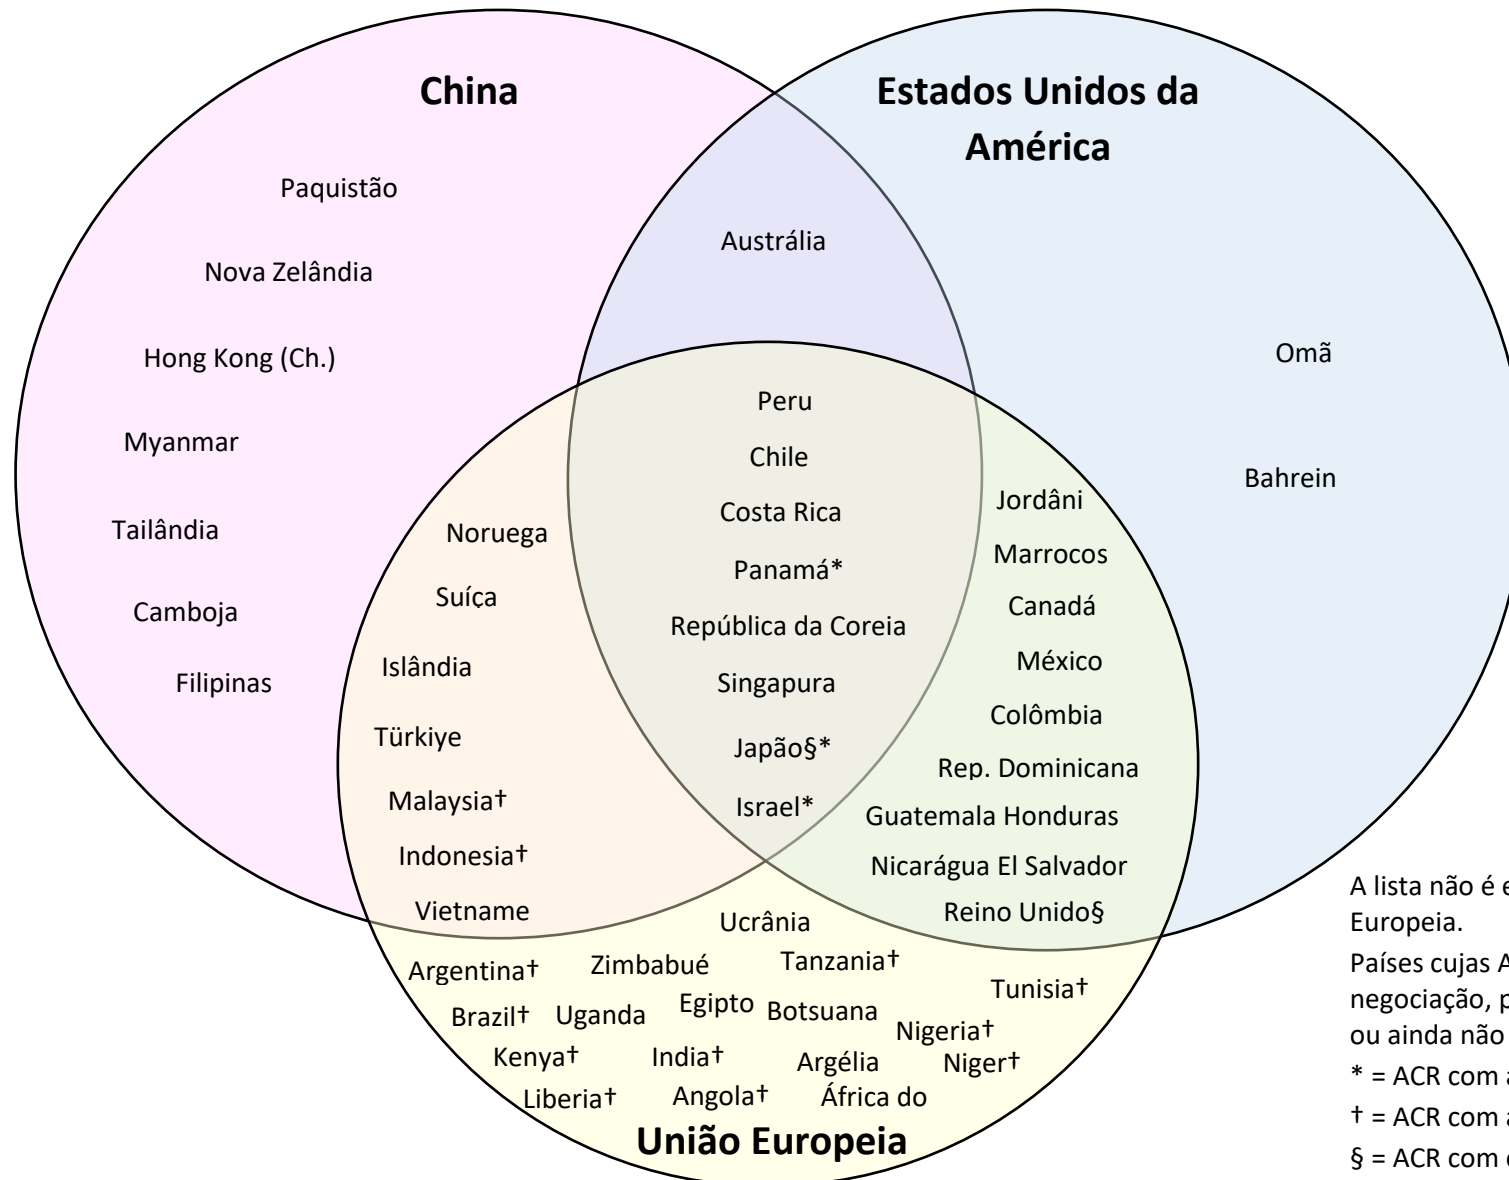 China
Estados Unidos da
América
Paquistão
Nova Zelândia
Hong Kong (Ch.)
Myanmar
Tailândia
Camboja
Filipinas
Austrália
Omã
Bahrein
Noruega
Suíça
Islândia
Türkiye
Malaysia†
Indonesia†
Vietname
Peru
Chile
Costa Rica
Panamá*
República da Coreia
Singapura
Japão§*
Israel*
Jordâni
Marrocos
Canadá
México
Colômbia
Rep. Dominicana
Guatemala Honduras
Nicarágua El Salvador
Reino Unido§
Ucrânia
Argentina†
Zimbabué
Tanzania†
Tunisia†
Brazil†
Uganda
Egipto
Botsuana
Nigeria†
Kenya†
India†
Argélia
Niger†
Liberia†
Angola†
África do
União Europeia
A lista não é
Europeia.
Países cujas
negociação,
ou ainda não
* = ACR com
† = ACR com
§ = ACR com